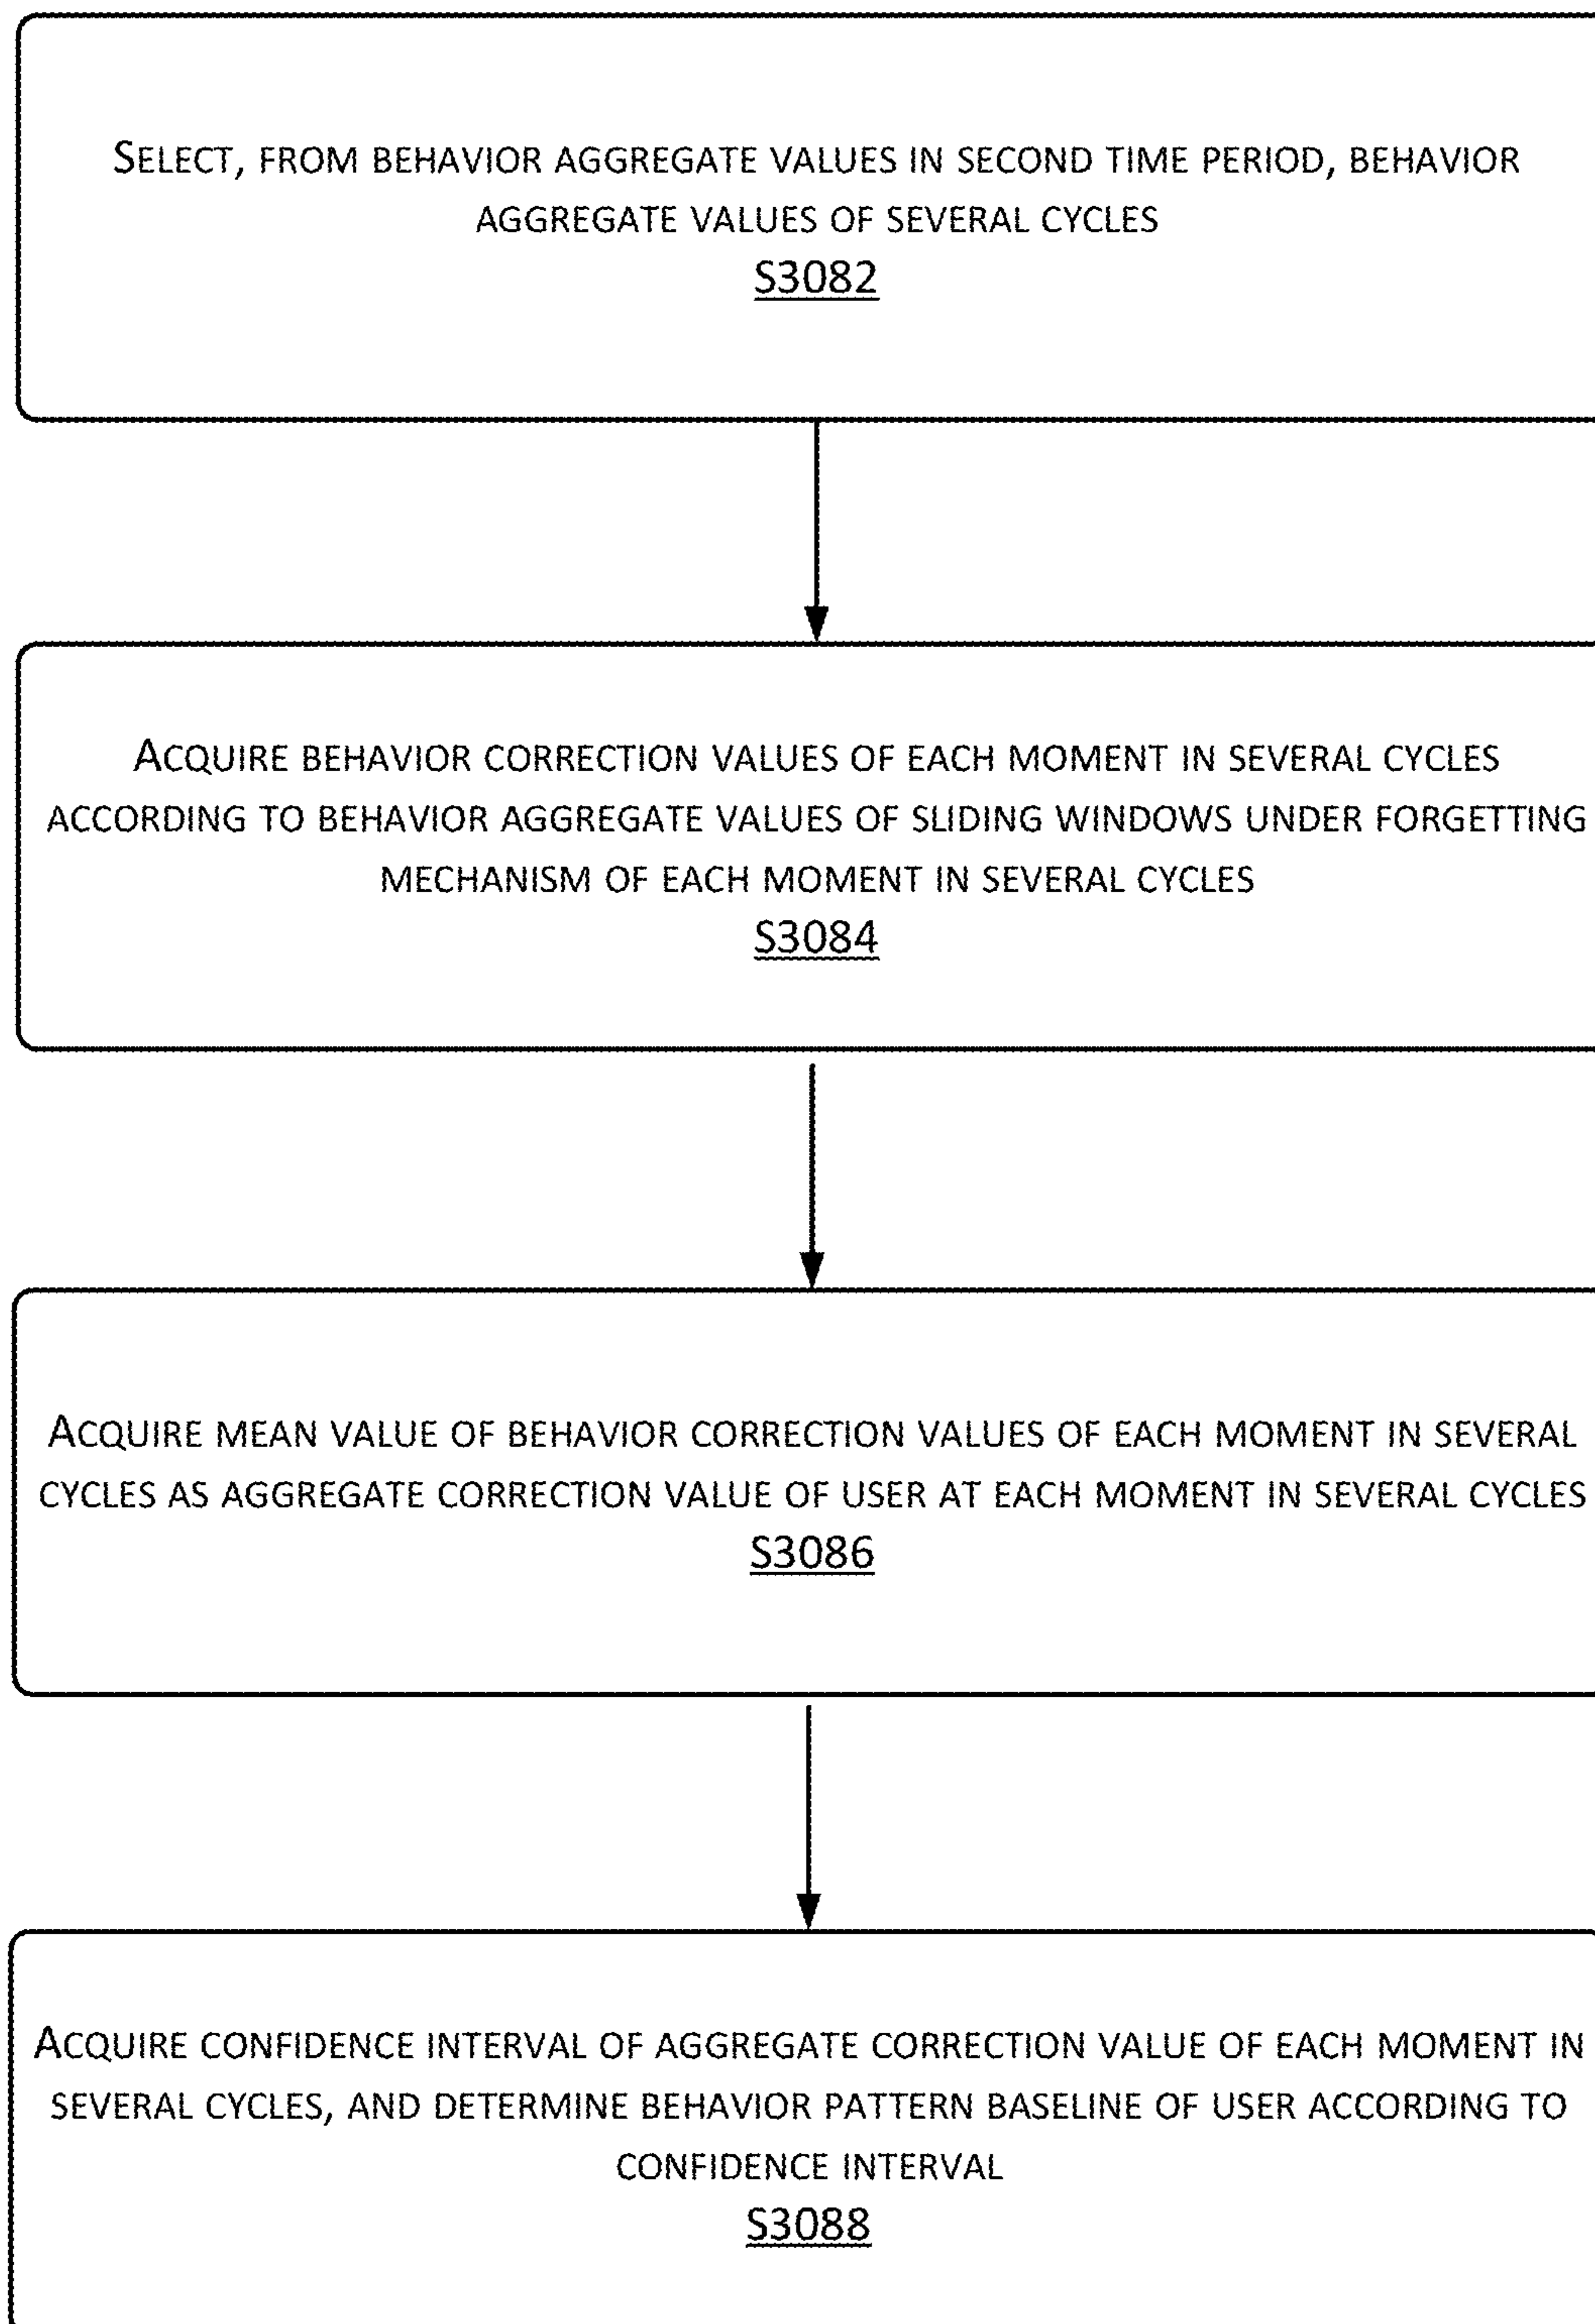 SELECT, FROM BEHAVIOR AGGREGATE VALUES IN SECOND TIME PERIOD, BEHAVIOR
AGGREGATE VALUES OF SEVERAL CYCLES
S3082
ACQUIRE BEHAVIOR CORRECTION VALUES OF EACH MOMENT IN SEVERAL CYCLES
ACCORDING TO BEHAVIOR AGGREGATE VALUES OF SLIDING WINDOWS UNDER FORGETTING
MECHANISM OF EACH MOMENT IN SEVERAL CYCLES
S3084
ACQUIRE MEAN VALUE OF BEHAVIOR CORRECTION VALUES OF EACH MOMENT IN SEVERAL
CYCLES AS AGGREGATE CORRECTION VALUE OF USER AT EACH MOMENT IN SEVERAL CYCLES
S3086
ACQUIRE CONFIDENCE INTERVAL OF AGGREGATE CORRECTION VALUE OF EACH MOMENT IN
SEVERAL CYCLES, AND DETERMINE BEHAVIOR PATTERN BASELINE OF USER ACCORDING TO
CONFIDENCE INTERVAL
S3088